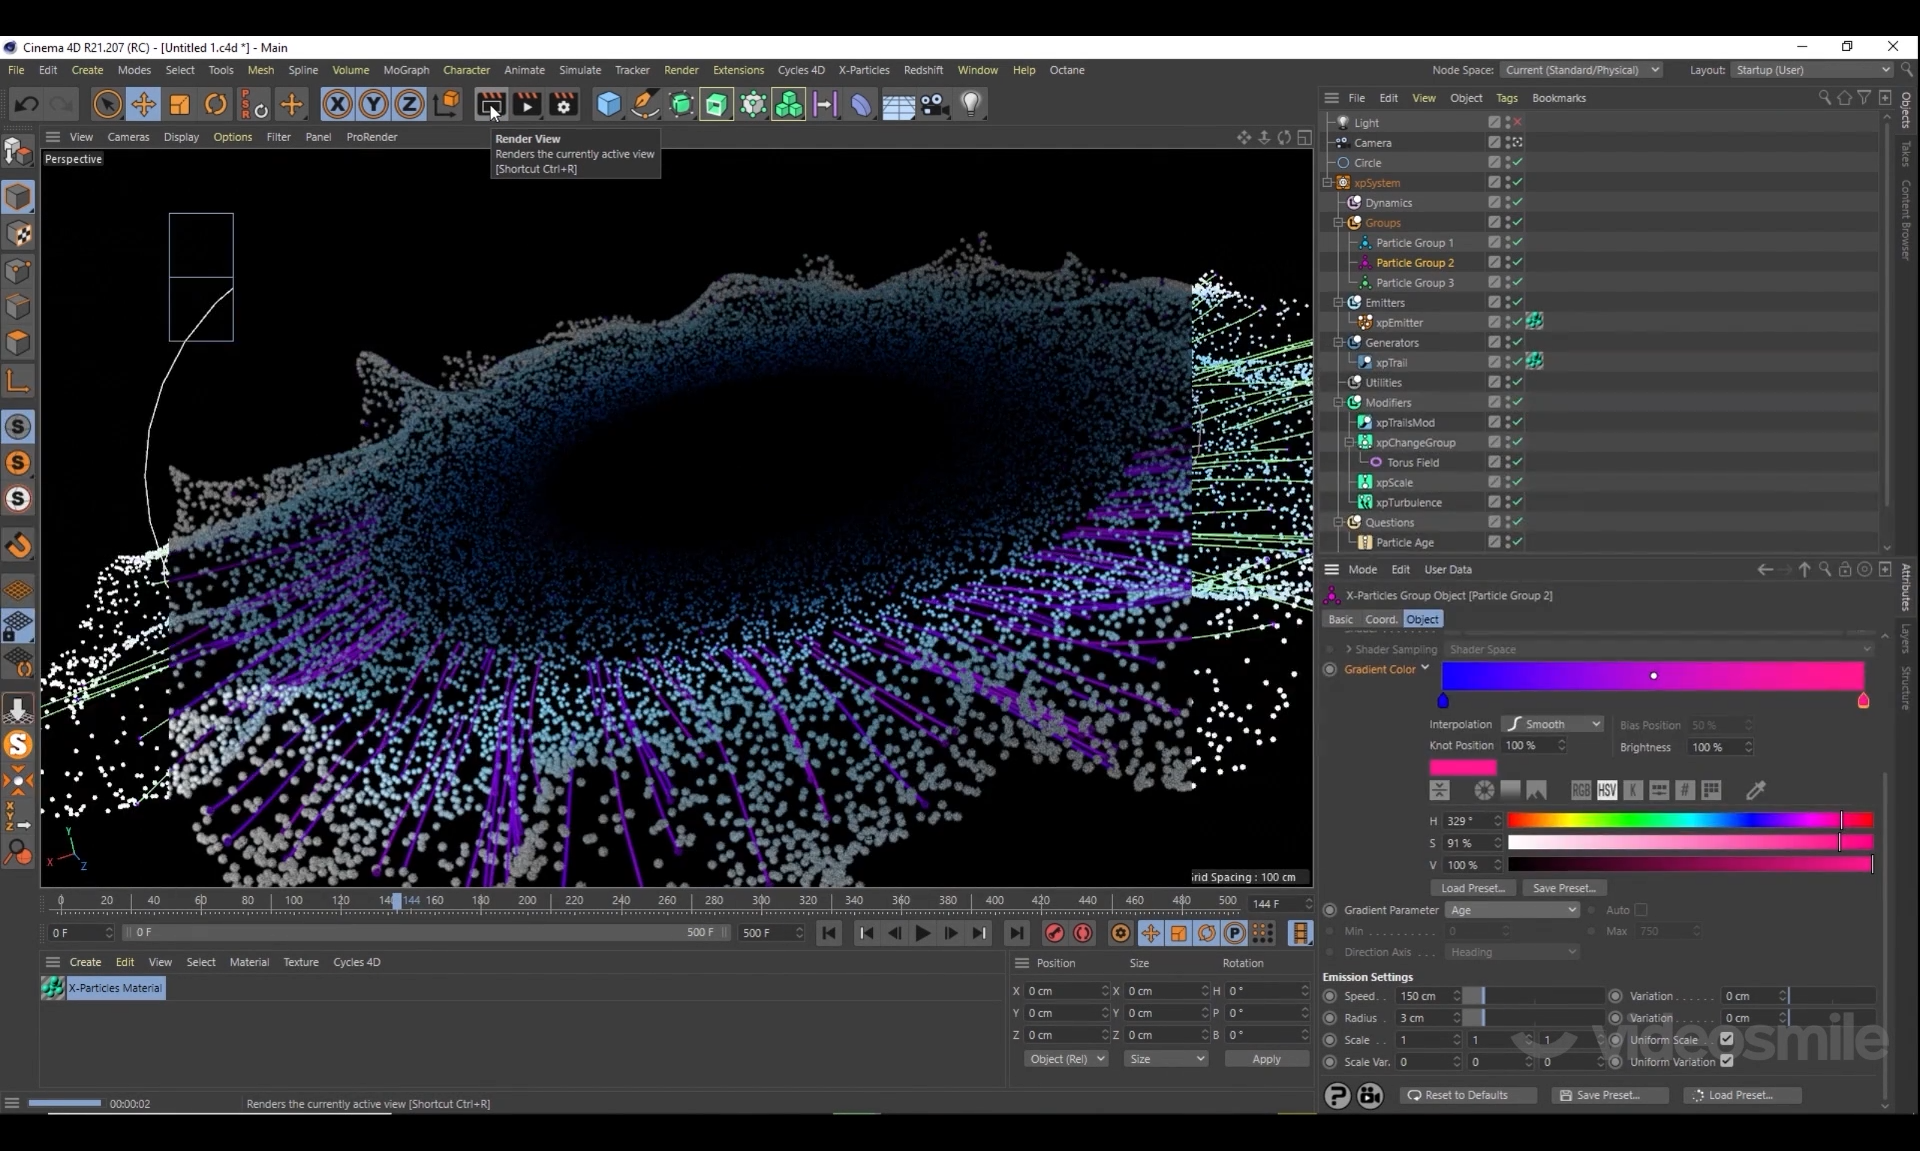 Cinema 4D R21.207 (RC) - [Untitled 1.c4d *] - Main
File Edit Create Modes Select Tools Mesh Spline Volume MoGraph Character Animate Simulate Tracker Render Extensions Cycles 4D X-Particles Redshift Window Help Octane
Node Space: Current (Standard/Physical) Layout: Startup (User)
View Cameras Display Options Filter Panel ProRender
Perspective
Render View
Renders the currently active view
[Shortcut Ctrl+R]
Grid Spacing : 100 cm
File Edit View Object Tags Bookmarks
Light
Camera
Circle
xpSystem
Dynamics
Groups
Particle Group 1
Particle Group 2
Particle Group 3
Emitters
xpEmitter
Generators
xpTrail
Utilities
Modifiers
xpTrailsMod
xpChangeGroup
Torus Field
xpScale
xpTurbulence
Questions
Particle Age
Objects
Takes
Content Browser
Mode Edit User Data
X-Particles Group Object [Particle Group 2]
Basic Coord. Object
Shader Sampling Shader Space
Gradient Color
Interpolation Smooth Bias Position 50 %
Knot Position 100 % Brightness 100 %
RGB HSV K #
H 329 °
S 91 %
V 100 %
Load Preset... Save Preset...
Gradient Parameter Age Auto
Min 0 Max 750
Direction Axis Heading
Emission Settings
Speed 150 cm Variation 0 cm
Radius 3 cm Variation 0 cm
Scale 1 1 1 Uniform Scale
Scale Var. 0 0 0 Uniform Variation
Reset to Defaults Save Preset... Load Preset...
videosmile
Attributes
Layers
Structure
0 20 40 60 80 100 120 140 144 160 180 200 220 240 260 280 300 320 340 360 380 400 420 440 460 480 500 144 F
0 F 0 F 500 F 500 F
Create Edit View Select Material Texture Cycles 4D
X-Particles Material
Position Size Rotation
X 0 cm X 0 cm H 0 °
Y 0 cm Y 0 cm P 0 °
Z 0 cm Z 0 cm B 0 °
Object (Rel) Size Apply
00:00:02 Renders the currently active view [Shortcut Ctrl+R]